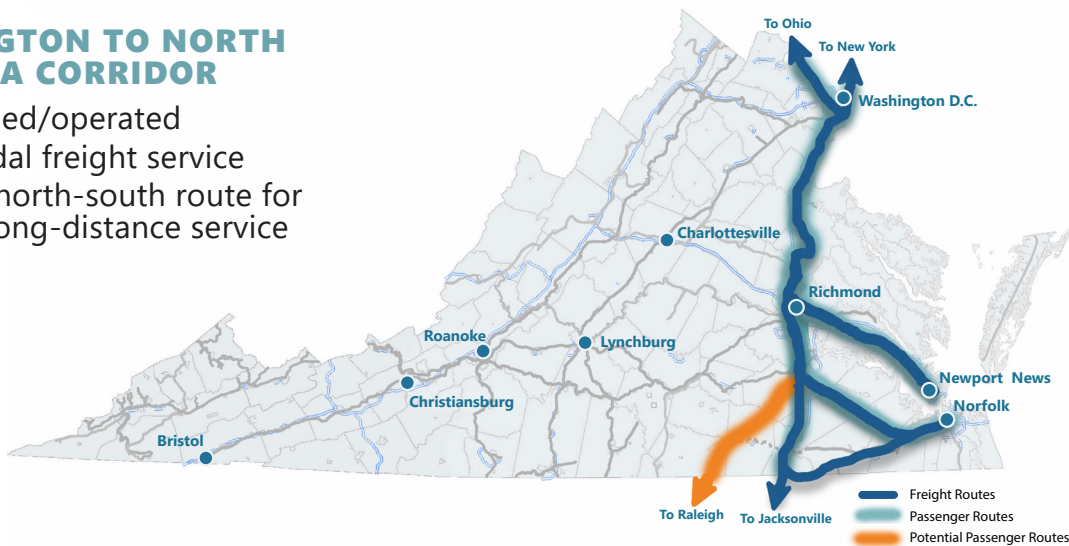 GTON TO NORTH
A CORRIDOR
ed/operated
dal freight service
north-south route for
ong-distance service
To Ohio
To New York
Washington D.C.
Charlottesville
Richmond
Roanoke
Lynchburg
Newport News
Christiansburg
Norfolk
Bristol
To Raleigh
To Jacksonville
Freight Routes
Passenger Routes
Potential Passenger Routes